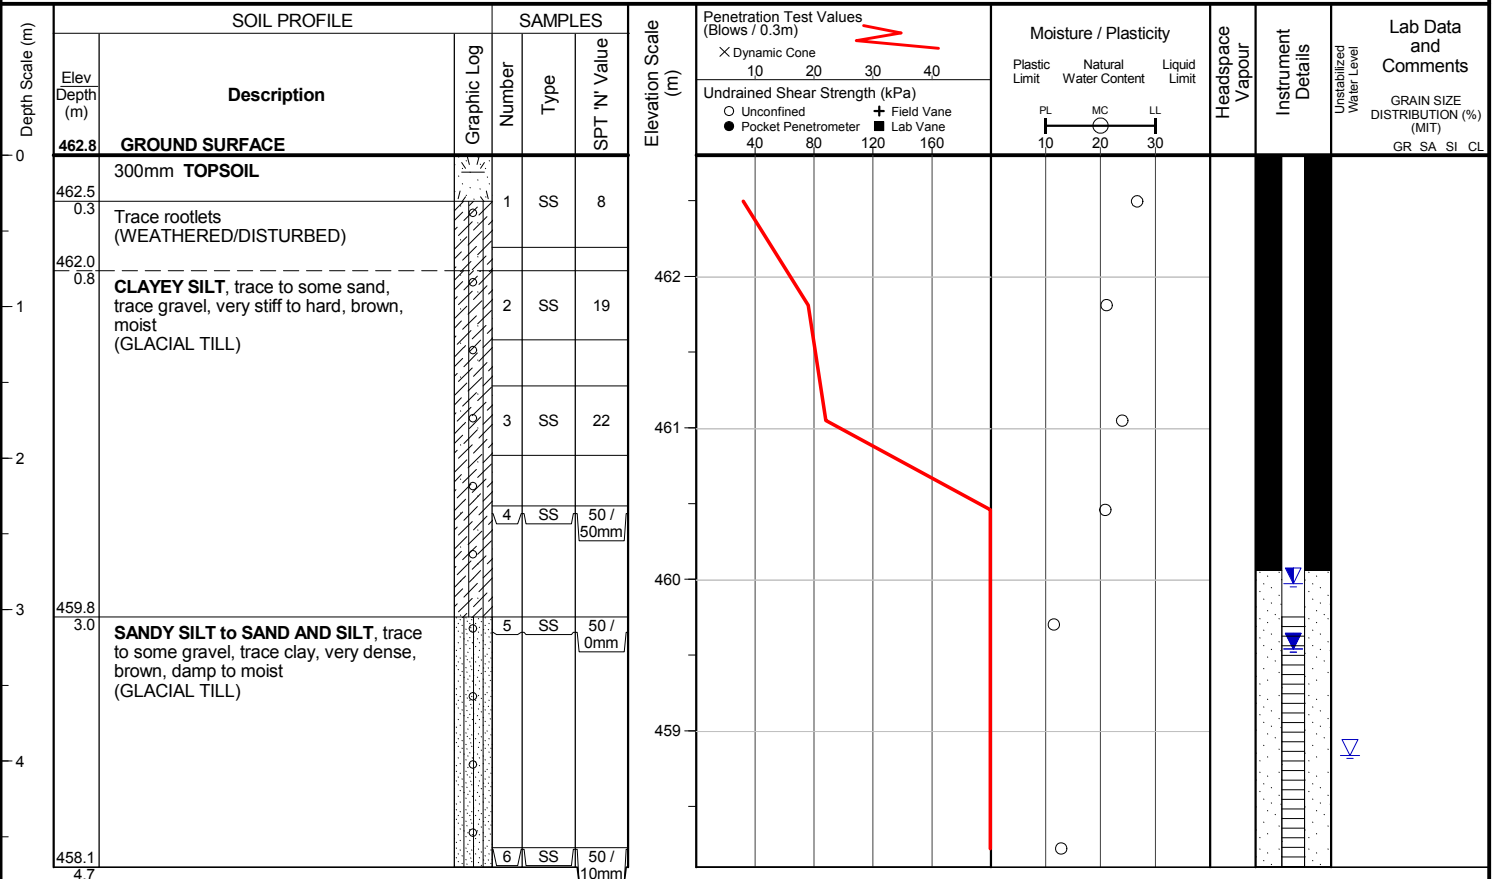 SOIL PROFILE
SAMPLES
Depth Scale (m)
Elev
Depth
(m)
Description
Graphic Log
Number
Type
SPT 'N' Value
Elevation Scale
(m)
Penetration Test Values
(Blows / 0.3m)
× Dynamic Cone
10 20 30 40
Undrained Shear Strength (kPa)
Unconfined
Field Vane
Pocket Penetrometer
Lab Vane
40 80 120 160
Moisture / Plasticity
Plastic
Limit
Natural
Water Content
Liquid
Limit
PL MC LL
10 20 30
Headspace
Vapour
Instrument
Details
Unstabilized
Water Level
Lab Data
and
Comments
GRAIN SIZE
DISTRIBUTION (%)
(MIT)
GR SA SI CL
462.8 GROUND SURFACE
0
300mm TOPSOIL
462.5
0.3
Trace rootlets
(WEATHERED/DISTURBED)
1 SS 8
462.0
0.8
462
CLAYEY SILT, trace to some sand,
trace gravel, very stiff to hard, brown,
moist
(GLACIAL TILL)
1
2 SS 19
3 SS 22
461
2
4 SS 50 /
50mm
460
3
459.8
3.0
SANDY SILT to SAND AND SILT, trace
to some gravel, trace clay, very dense,
brown, damp to moist
(GLACIAL TILL)
5 SS 50 /
0mm
459
4
458.1
4.7
6 SS 50 /
10mm